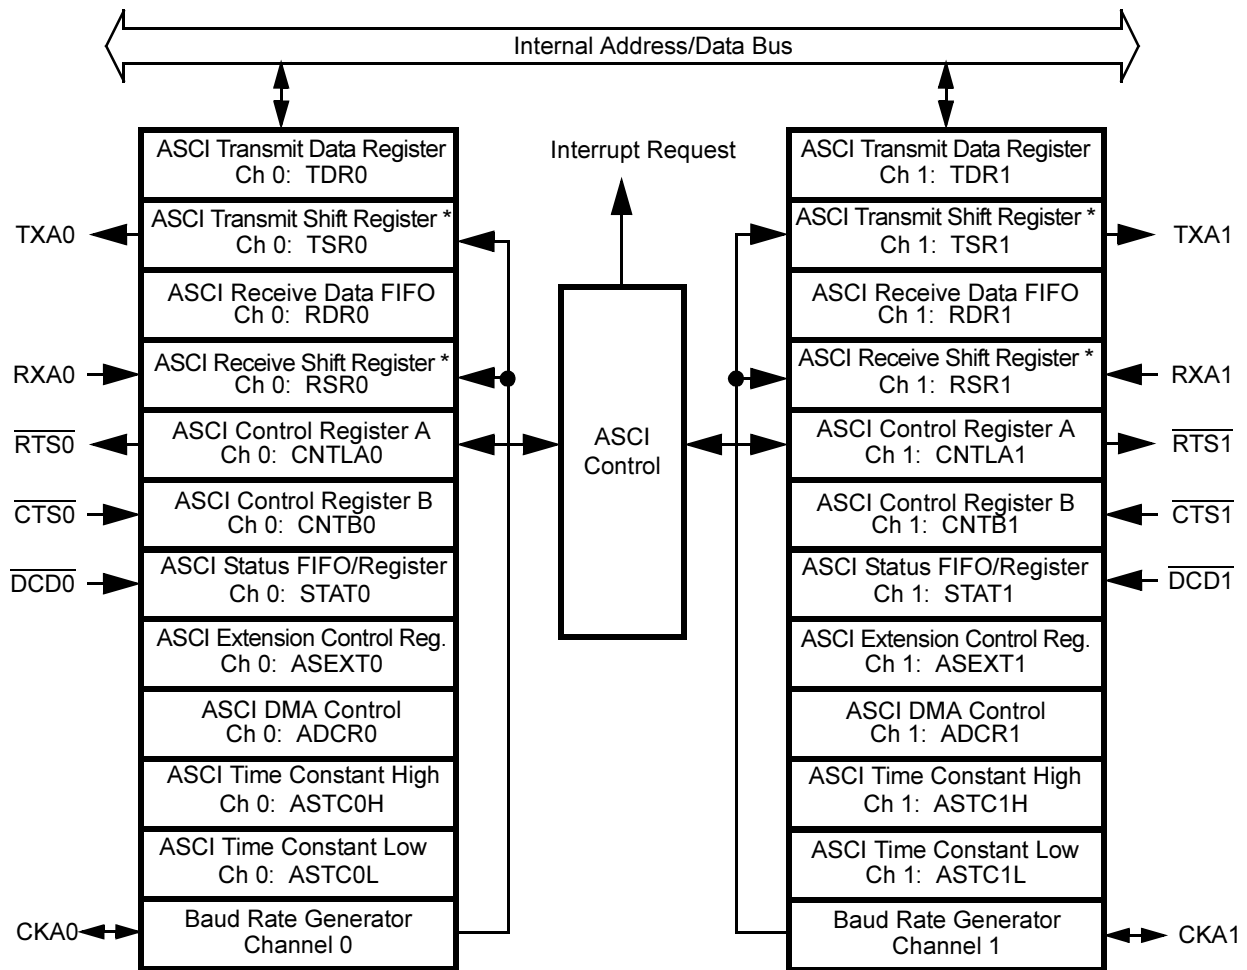 Internal Address/Data Bus
ASCI Transmit Data Register
Ch 0: TDR0
ASCI Transmit Shift Register *
Ch 0: TSR0
ASCI Receive Data FIFO
Ch 0: RDR0
ASCI Receive Shift Register *
Ch 0: RSR0
ASCI Control Register A
Ch 0: CNTLA0
ASCI Control Register B
Ch 0: CNTB0
ASCI Status FIFO/Register
Ch 0: STAT0
ASCI Extension Control Reg.
Ch 0: ASEXT0
ASCI DMA Control
Ch 0: ADCR0
ASCI Time Constant High
Ch 0: ASTC0H
ASCI Time Constant Low
Ch 0: ASTC0L
Baud Rate Generator
Channel 0
TXA0
RXA0
RTS0
CTS0
DCD0
CKA0
Interrupt Request
ASCI
Control
ASCI Transmit Data Register
Ch 1: TDR1
ASCI Transmit Shift Register *
Ch 1: TSR1
ASCI Receive Data FIFO
Ch 1: RDR1
ASCI Receive Shift Register *
Ch 1: RSR1
ASCI Control Register A
Ch 1: CNTLA1
ASCI Control Register B
Ch 1: CNTB1
ASCI Status FIFO/Register
Ch 1: STAT1
ASCI Extension Control Reg.
Ch 1: ASEXT1
ASCI DMA Control
Ch 1: ADCR1
ASCI Time Constant High
Ch 1: ASTC1H
ASCI Time Constant Low
Ch 1: ASTC1L
Baud Rate Generator
Channel 1
TXA1
RXA1
RTS1
CTS1
DCD1
CKA1